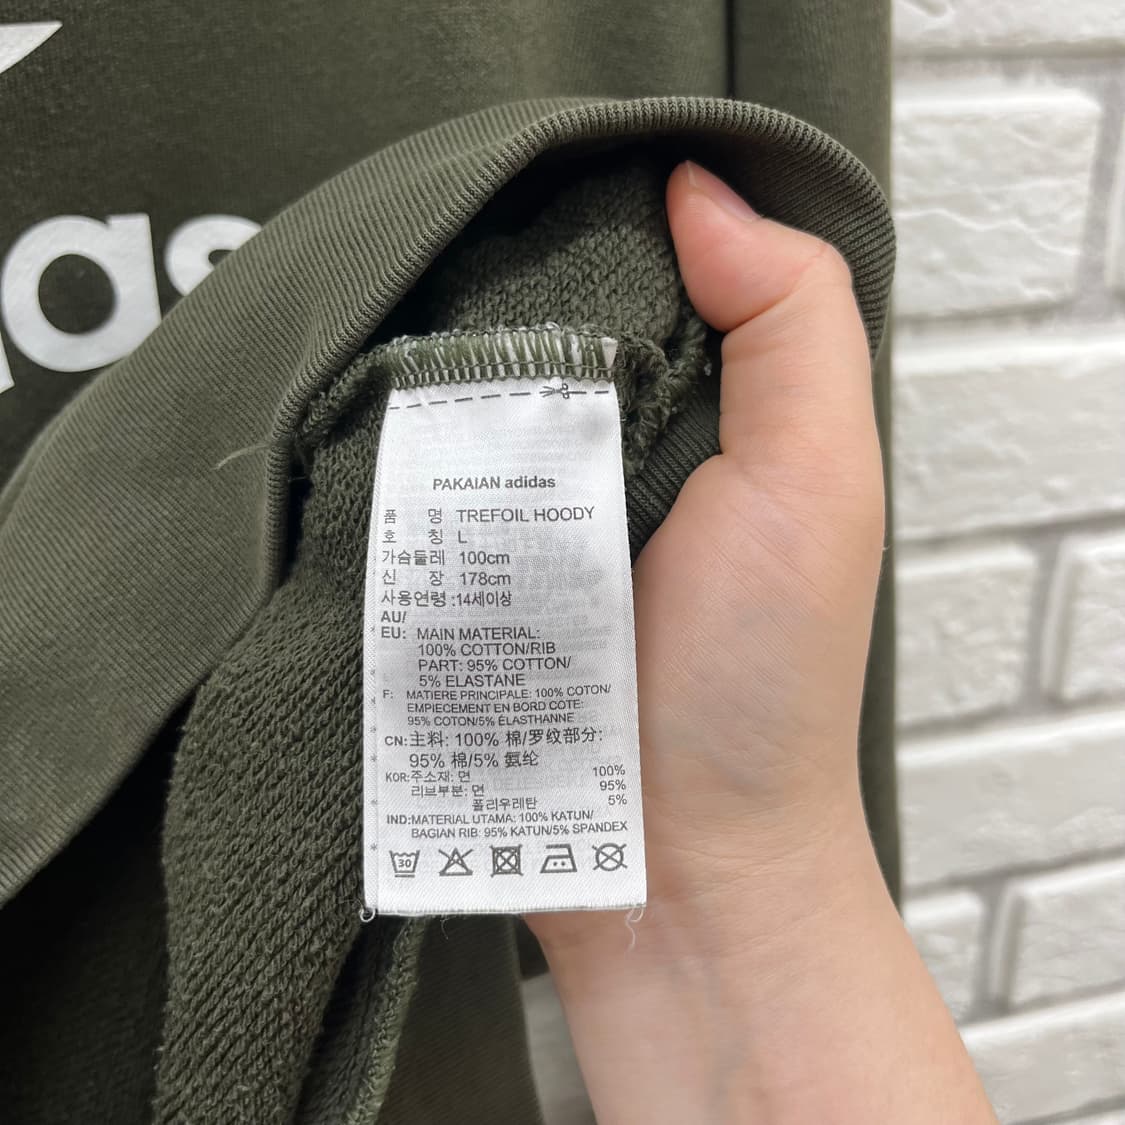 as
PAKAIAN adidas
품 명 TREFOIL HOODY
호 칭 L
가슴둘레 100cm
신 장 178cm
사용연령 :14세이상
AU/
EU: MAIN MATERIAL:
100% COTTON/RIB
PART: 95% COTTON/
5% ELASTANE
F: MATIERE PRINCIPALE: 100% COTON/
EMPIECEMENT EN BORD COTE:
95% COTON/5% ÉLASTHANNE
CN:主料: 100% 棉/罗纹部分:
95% 棉/5% 氨纶
KOR:주소재: 면 100%
리브부분: 면 95%
폴리우레탄 5%
IND:MATERIAL UTAMA: 100% KATUN/
BAGIAN RIB: 95% KATUN/5% SPANDEX
30